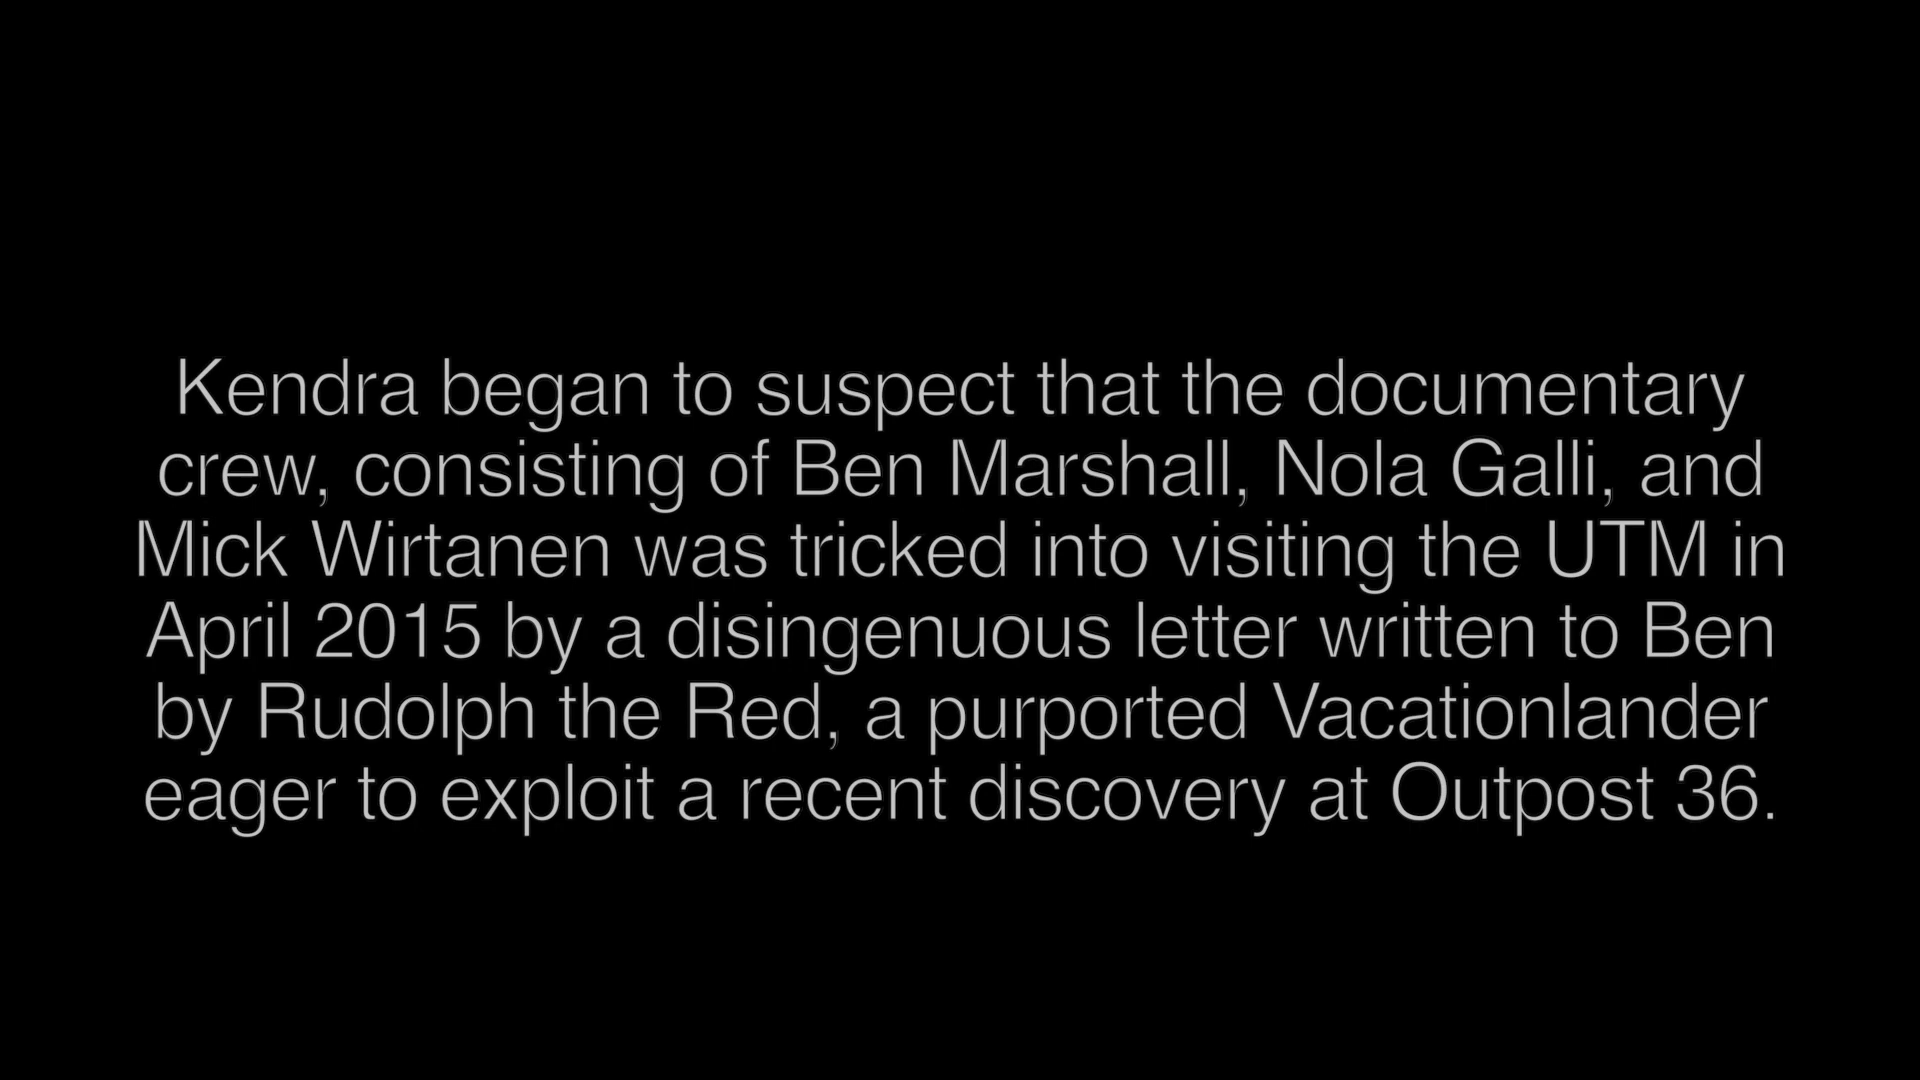 Kendra began to suspect that the documentary
crew, consisting of Ben Marshall, Nola Galli, and
Mick Wirtanen was tricked into visiting the UTM in
April 2015 by a disingenuous letter written to Ben
by Rudolph the Red, a purported Vacationlander
eager to exploit a recent discovery at Outpost 36.